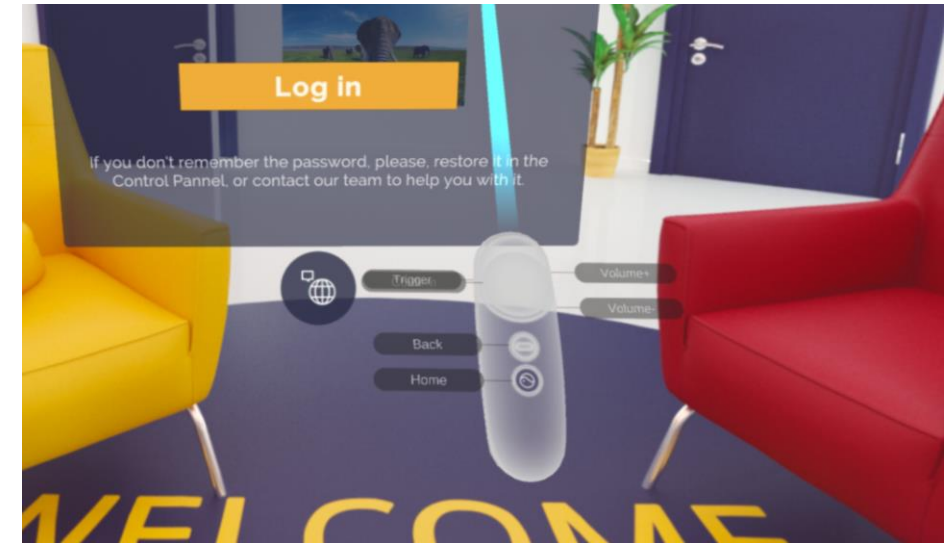 Log in
If you don't remember the password, please, restore it in the
Control Pannel, or contact our team to help you with it.
Trigger
Volume+
Volume-
Back
Home
WELCOME